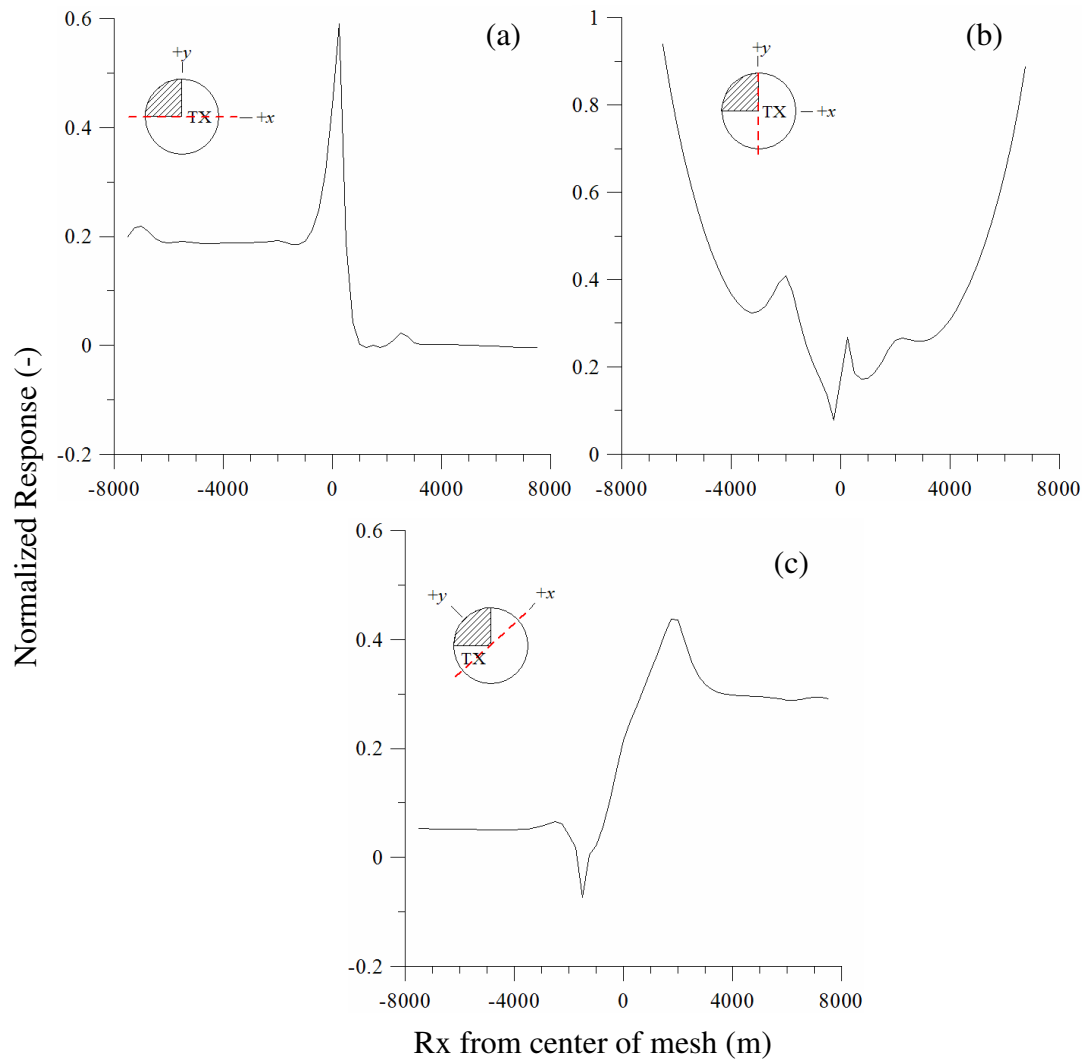 0.6
0.4
0.2
0
-0.2
-8000 -4000 0 4000 8000
(a)
+y
TX
+x
1
0.8
0.6
0.4
0.2
0
-8000 -4000 0 4000 8000
(b)
+y
TX
+x
Normalized Response (-)
0.6
0.4
0.2
0
-0.2
-8000 -4000 0 4000 8000
(c)
+y
+x
TX
Rx from center of mesh (m)